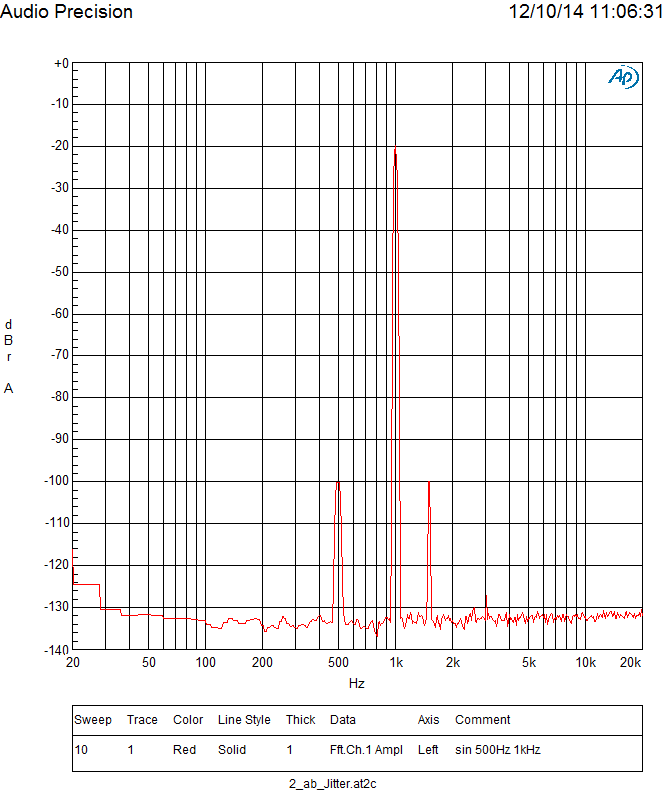 Audio Precision 12/10/14 11:06:31
+0
Ap
-10
-20
-30
-40
-50
-60
-70
-80
-90
-100
-110
-120
-130
-140
d
B
r
A
20 50 100 200 500 1k 2k 5k 10k 20k
Hz
Sweep Trace Color Line Style Thick Data Axis Comment
10 1 Red Solid 1 Fft.Ch.1 Ampl Left sin 500Hz 1kHz
2_ab_Jitter.at2c